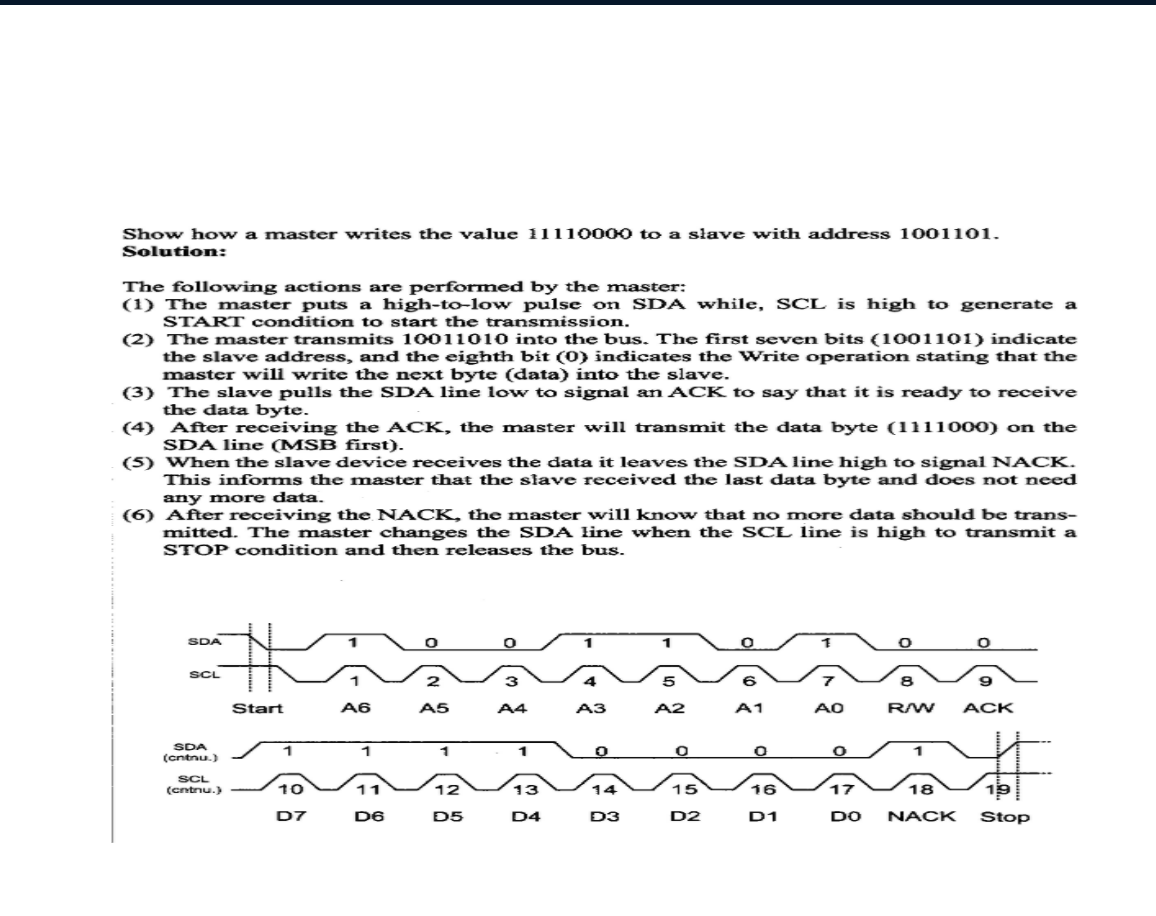 Show how a master writes the value 11110000 to a slave with address 1001101.
Solution:
The following actions are performed by the master:
(1) The master puts a high-to-low pulse on SDA while, SCL is high to generate a
START condition to start the transmission.
(2) The master transmits 10011010 into the bus. The first seven bits (1001101) indicate
the slave address, and the eighth bit (0) indicates the Write operation stating that the
master will write the next byte (data) into the slave.
(3) The slave pulls the SDA line low to signal an ACK to say that it is ready to receive
the data byte.
(4) After receiving the ACK, the master will transmit the data byte (1111000) on the
SDA line (MSB first).
(5) When the slave device receives the data it leaves the SDA line high to signal NACK.
This informs the master that the slave received the last data byte and does not need
any more data.
(6) After receiving the NACK, the master will know that no more data should be trans-
mitted. The master changes the SDA line when the SCL line is high to transmit a
STOP condition and then releases the bus.
SDA 1 0 0 1 1 0 1 0 0
SCL 1 2 3 4 5 6 7 8 9
Start A6 A5 A4 A3 A2 A1 A0 R/W ACK
SDA
(cntnu.) 1 1 1 1 0 0 0 0 1
SCL
(cntnu.) 10 11 12 13 14 15 16 17 18 19
D7 D6 D5 D4 D3 D2 D1 D0 NACK Stop